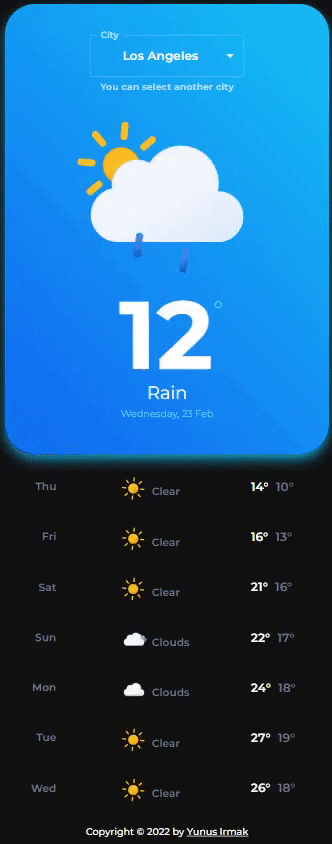 City
Los Angeles
You can select another city
12°
Rain
Wednesday, 23 Feb
Thu Clear 14° 10°
Fri Clear 16° 13°
Sat Clear 21° 16°
Sun Clouds 22° 17°
Mon Clouds 24° 18°
Tue Clear 27° 19°
Wed Clear 26° 18°
Copyright © 2022 by Yunus Irmak